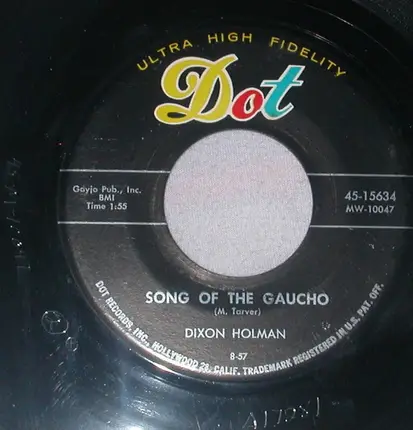 ULTRA HIGH FIDELITY
Dot
Gayjo Pub., Inc.
BMI
Time 1:55
45-15634
MW-10047
SONG OF THE GAUCHO
(M. Tarver)
DIXON HOLMAN
8-57
DOT RECORDS, INC., HOLLYWOOD 28, CALIF. TRADEMARK REGISTERED IN U.S. PAT. OFF.